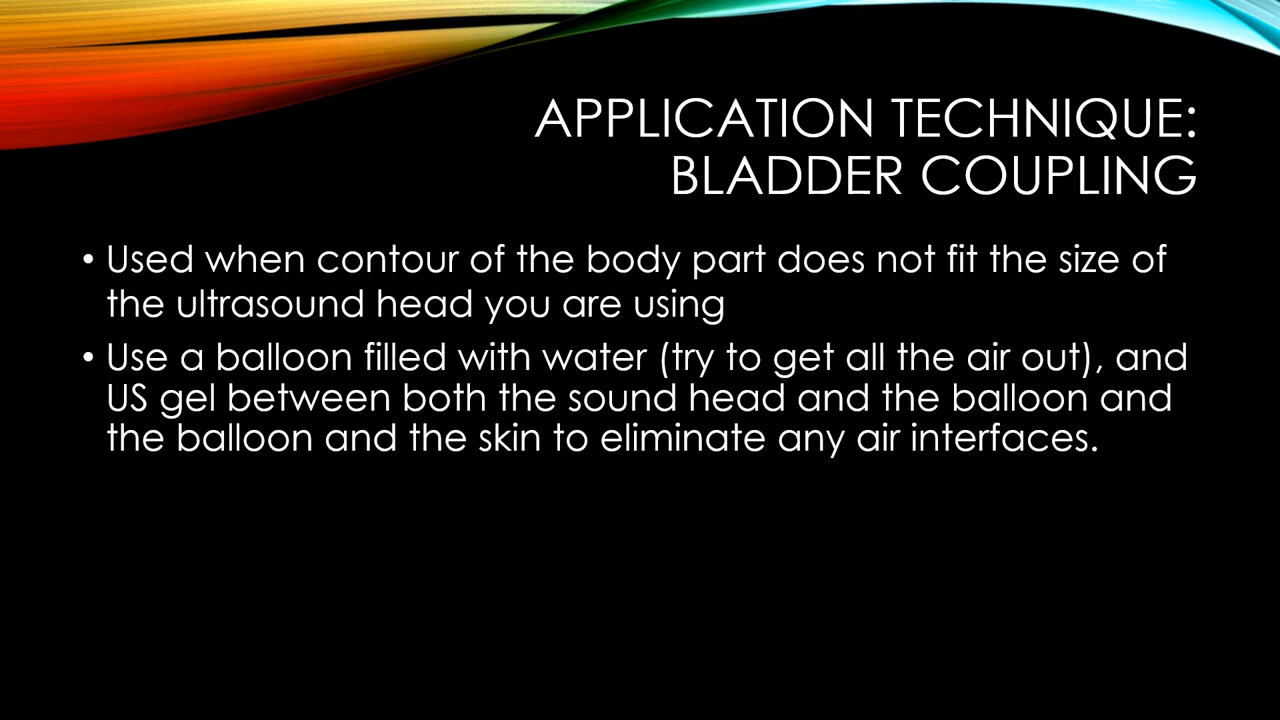 APPLICATION TECHNIQUE:
BLADDER COUPLING
• Used when contour of the body part does not fit the size of
the ultrasound head you are using
• Use a balloon filled with water (try to get all the air out), and
US gel between both the sound head and the balloon and
the balloon and the skin to eliminate any air interfaces.